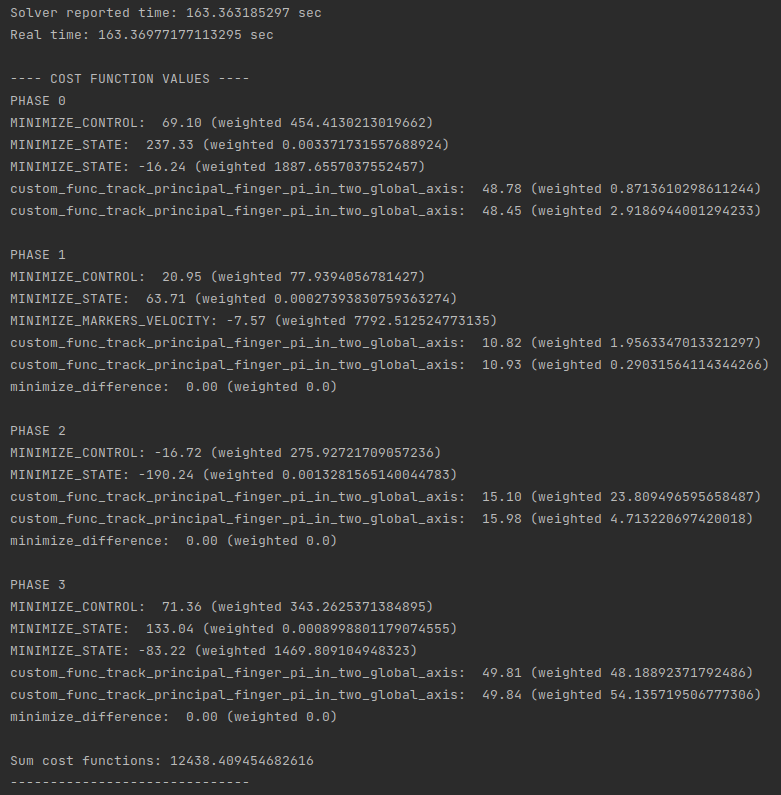 Solver reported time: 163.363185297 sec
Real time: 163.36977177113295 sec
---- COST FUNCTION VALUES ----
PHASE 0
MINIMIZE_CONTROL:  69.10 (weighted 454.4130213019662)
MINIMIZE_STATE:  237.33 (weighted 0.003371731557688924)
MINIMIZE_STATE: -16.24 (weighted 1887.6557037552457)
custom_func_track_principal_finger_pi_in_two_global_axis:  48.78 (weighted 0.8713610298611244)
custom_func_track_principal_finger_pi_in_two_global_axis:  48.45 (weighted 2.9186944001294233)
PHASE 1
MINIMIZE_CONTROL:  20.95 (weighted 77.9394056781427)
MINIMIZE_STATE:  63.71 (weighted 0.00027393830759363274)
MINIMIZE_MARKERS_VELOCITY: -7.57 (weighted 7792.512524773135)
custom_func_track_principal_finger_pi_in_two_global_axis:  10.82 (weighted 1.9563347013321297)
custom_func_track_principal_finger_pi_in_two_global_axis:  10.93 (weighted 0.29031564114344266)
minimize_difference:  0.00 (weighted 0.0)
PHASE 2
MINIMIZE_CONTROL: -16.72 (weighted 275.92721709057236)
MINIMIZE_STATE: -190.24 (weighted 0.0013281565140044783)
custom_func_track_principal_finger_pi_in_two_global_axis:  15.10 (weighted 23.809496595658487)
custom_func_track_principal_finger_pi_in_two_global_axis:  15.98 (weighted 4.713220697420018)
minimize_difference:  0.00 (weighted 0.0)
PHASE 3
MINIMIZE_CONTROL:  71.36 (weighted 343.2625371384895)
MINIMIZE_STATE:  133.04 (weighted 0.0008998801179074555)
MINIMIZE_STATE: -83.22 (weighted 1469.809104948323)
custom_func_track_principal_finger_pi_in_two_global_axis:  49.81 (weighted 48.18892371792486)
custom_func_track_principal_finger_pi_in_two_global_axis:  49.84 (weighted 54.135719506777306)
minimize_difference:  0.00 (weighted 0.0)
Sum cost functions: 12438.409454682616
------------------------------